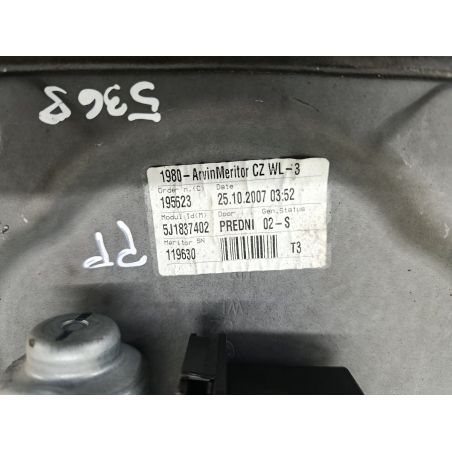 5368
1980-ArvinMeritor CZ WL-3
Order n.(C) Date
195623 25.10.2007 03:52
Modul Id(M) Door Gen.Status
5J1837402 PREDNI 02-S
Meritor SN
119630 T3
PP